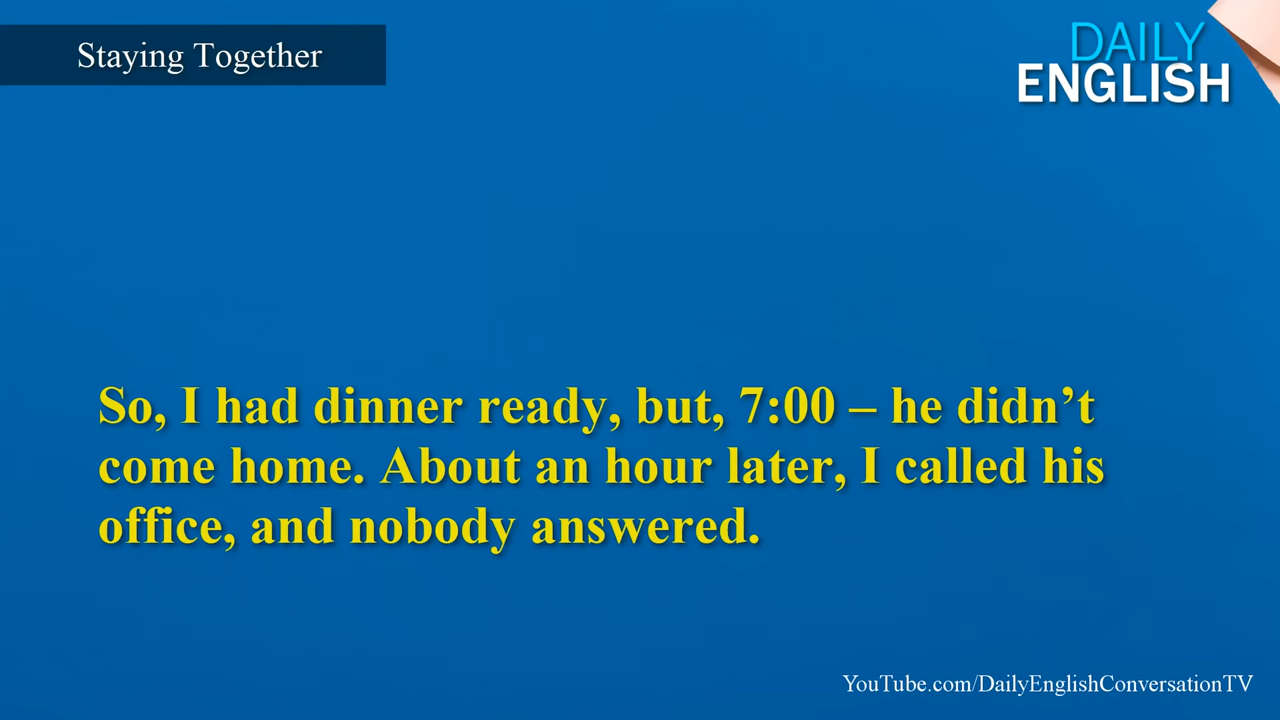 Staying Together
DAILY
ENGLISH
So, I had dinner ready, but, 7:00 – he didn’t
come home. About an hour later, I called his
office, and nobody answered.
YouTube.com/DailyEnglishConversationTV